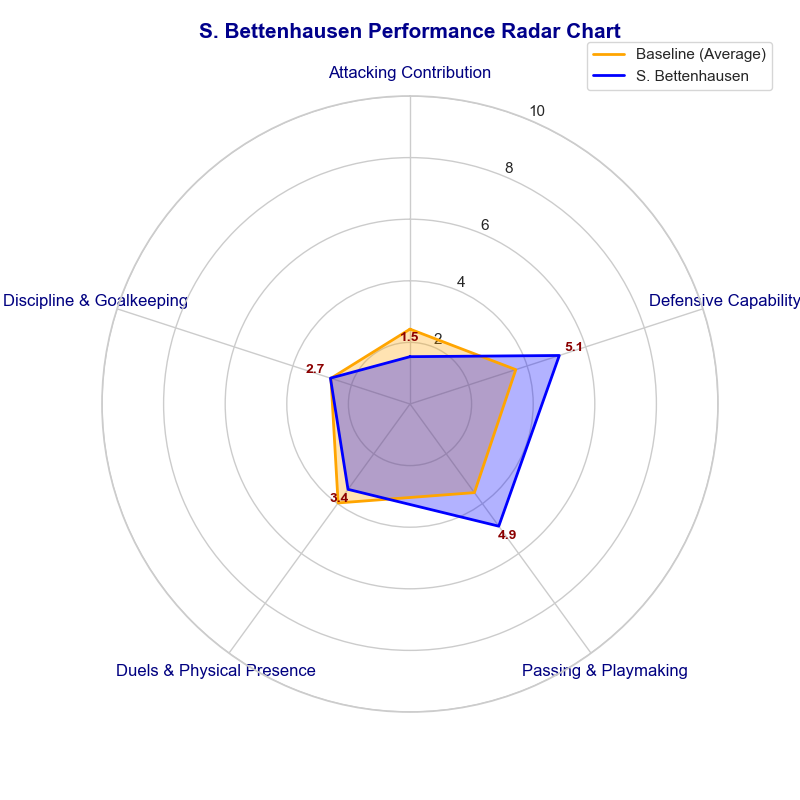 S. Bettenhausen Performance Radar Chart
Baseline (Average)
S. Bettenhausen
Attacking Contribution
10
8
6
4
2
1.5
Discipline & Goalkeeping
Defensive Capability
5.1
2.7
3.4
4.9
Duels & Physical Presence
Passing & Playmaking